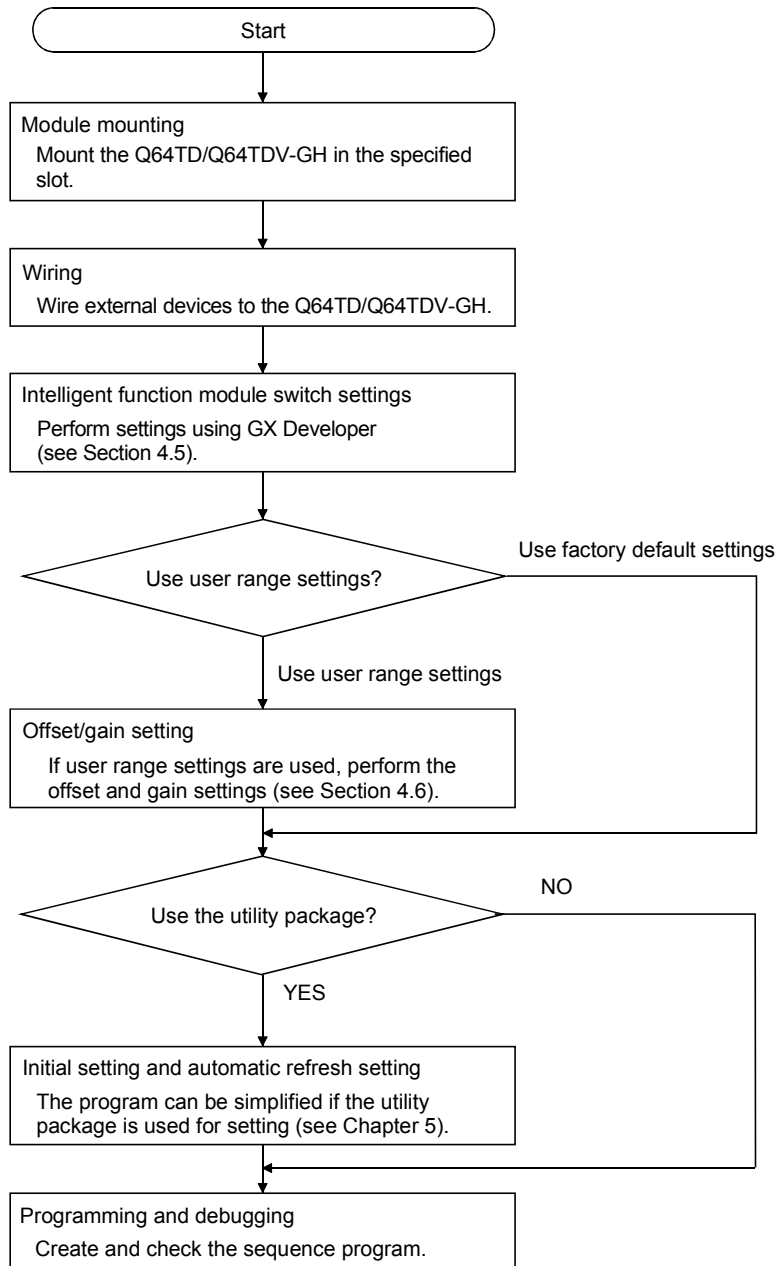 Start
Module mounting
Mount the Q64TD/Q64TDV-GH in the specified
slot.
Wiring
Wire external devices to the Q64TD/Q64TDV-GH.
Intelligent function module switch settings
Perform settings using GX Developer
(see Section 4.5).
Use factory default settings
Use user range settings?
Use user range settings
Offset/gain setting
If user range settings are used, perform the
offset and gain settings (see Section 4.6).
NO
Use the utility package?
YES
Initial setting and automatic refresh setting
The program can be simplified if the utility
package is used for setting (see Chapter 5).
Programming and debugging
Create and check the sequence program.